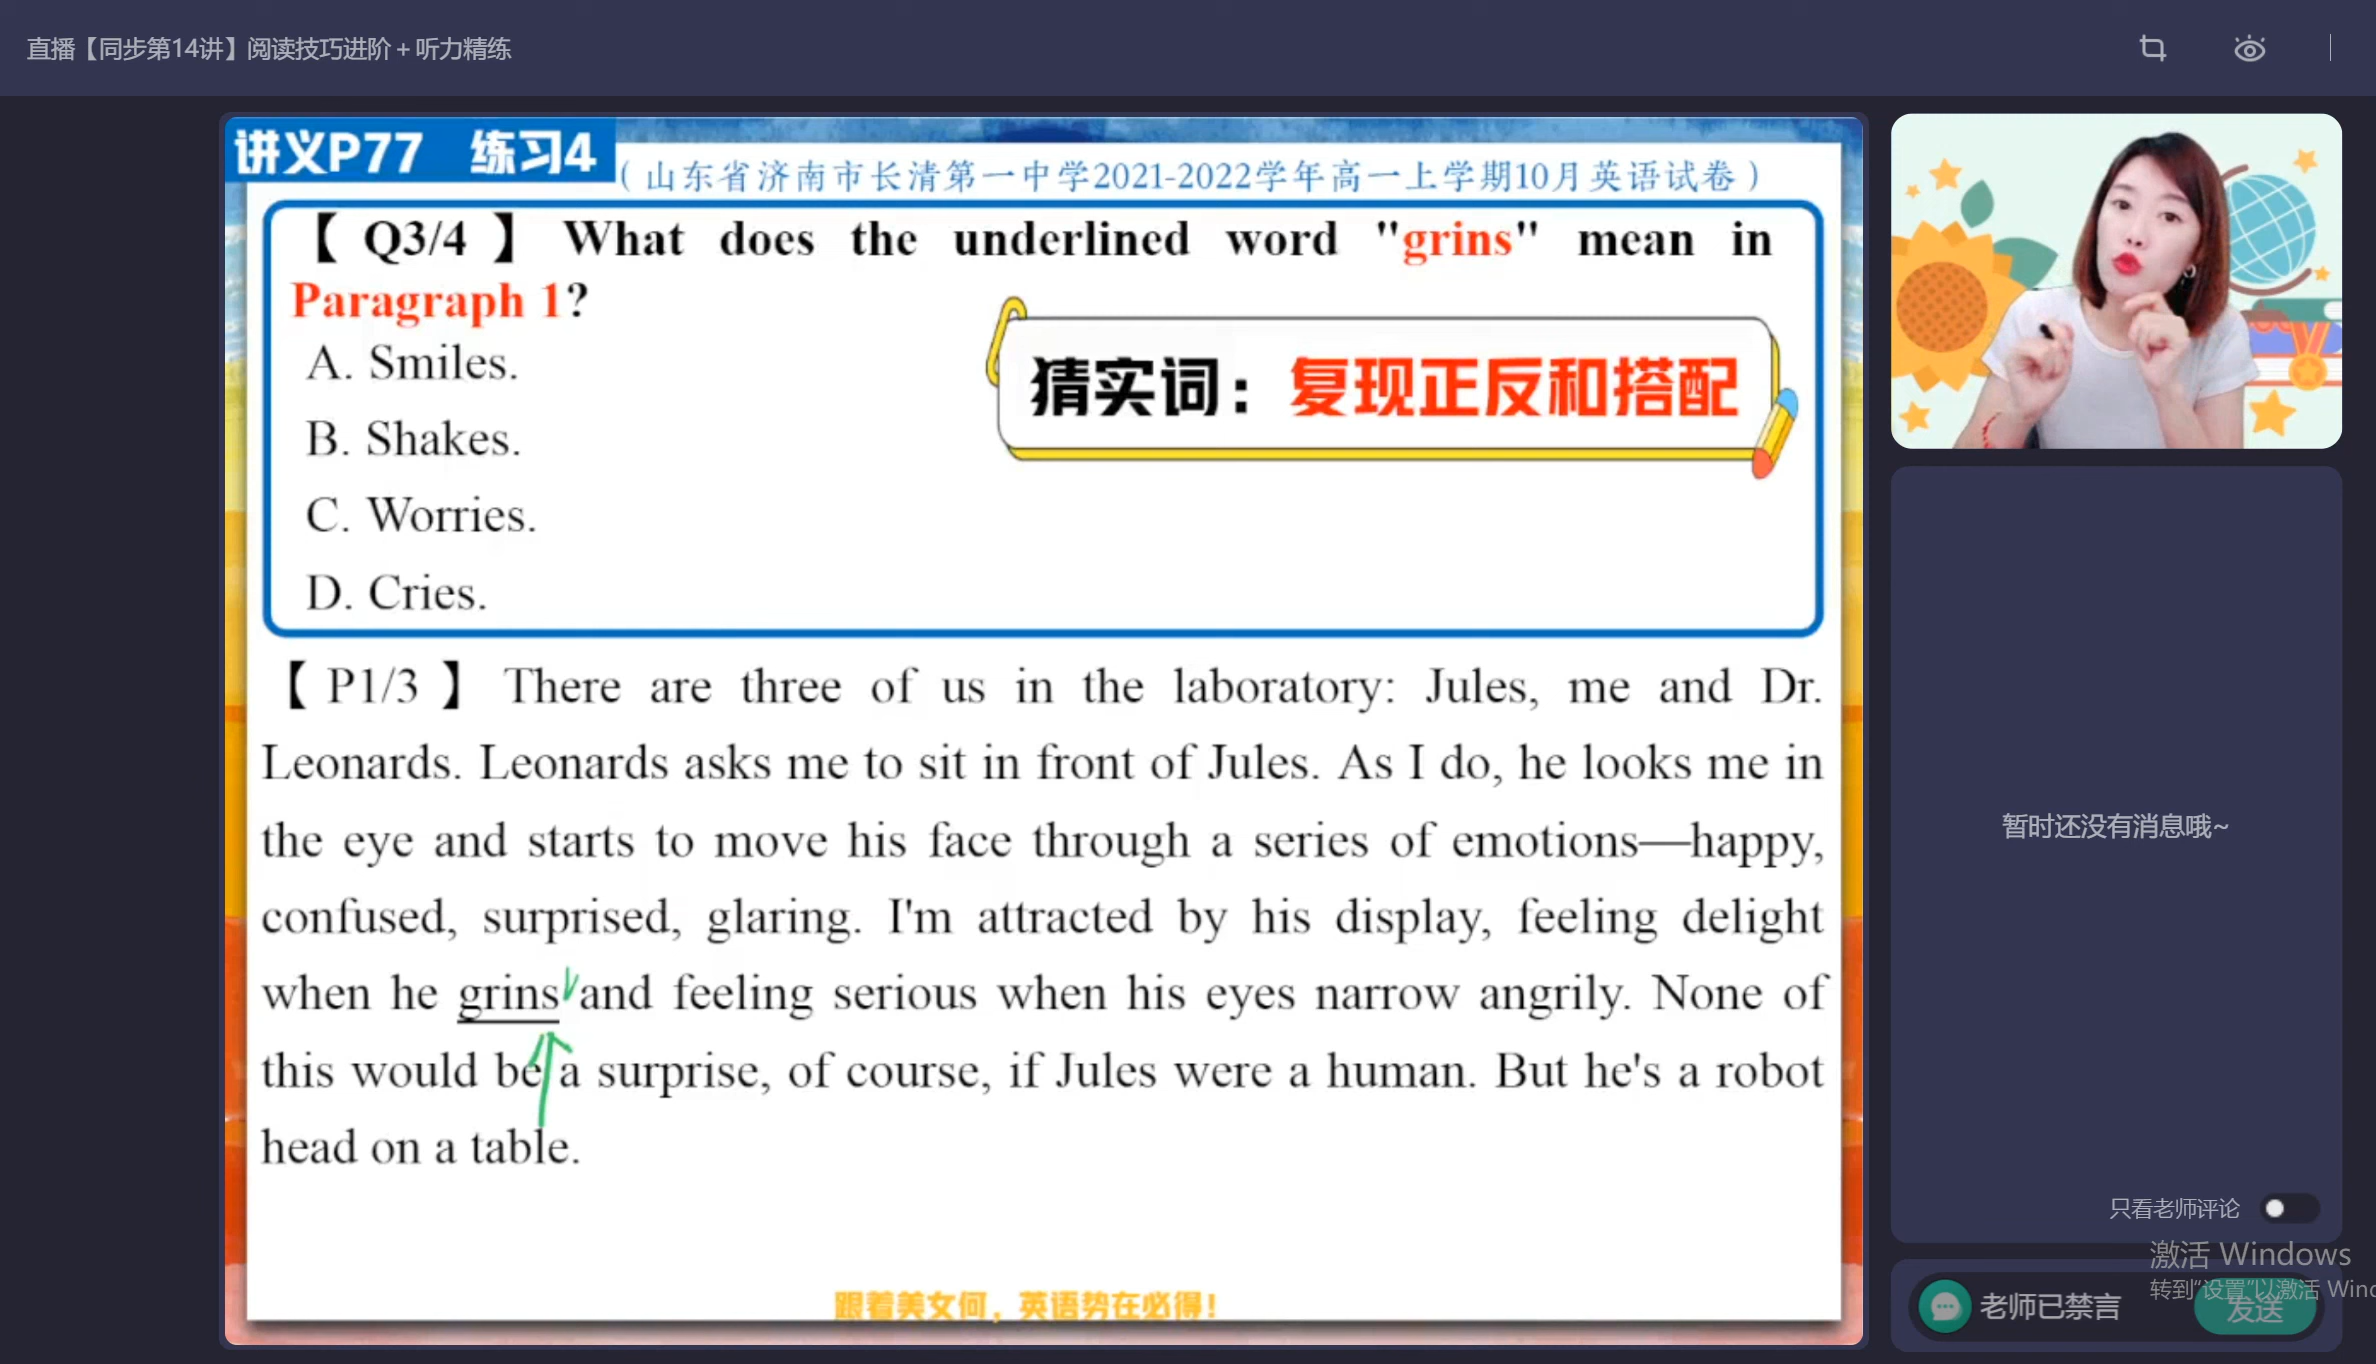 直播【同步第14讲】阅读技巧进阶＋听力精练
讲义P77 练习4
（山东省济南市长清第一中学2021-2022学年高一上学期10月英语试卷）
【Q3/4】What does the underlined word "grins" mean in
Paragraph 1?
A. Smiles.
猜实词：复现正反和搭配
B. Shakes.
C. Worries.
D. Cries.
【P1/3】There are three of us in the laboratory: Jules, me and Dr.
Leonards. Leonards asks me to sit in front of Jules. As I do, he looks me in
the eye and starts to move his face through a series of emotions—happy,
confused, surprised, glaring. I'm attracted by his display, feeling delight
when he grins and feeling serious when his eyes narrow angrily. None of
this would be a surprise, of course, if Jules were a human. But he's a robot
head on a table.
跟着美女何，英语势在必得！
暂时还没有消息哦~
只看老师评论
激活 Windows
转到"设置"以激活 Winc
老师已禁言
发送